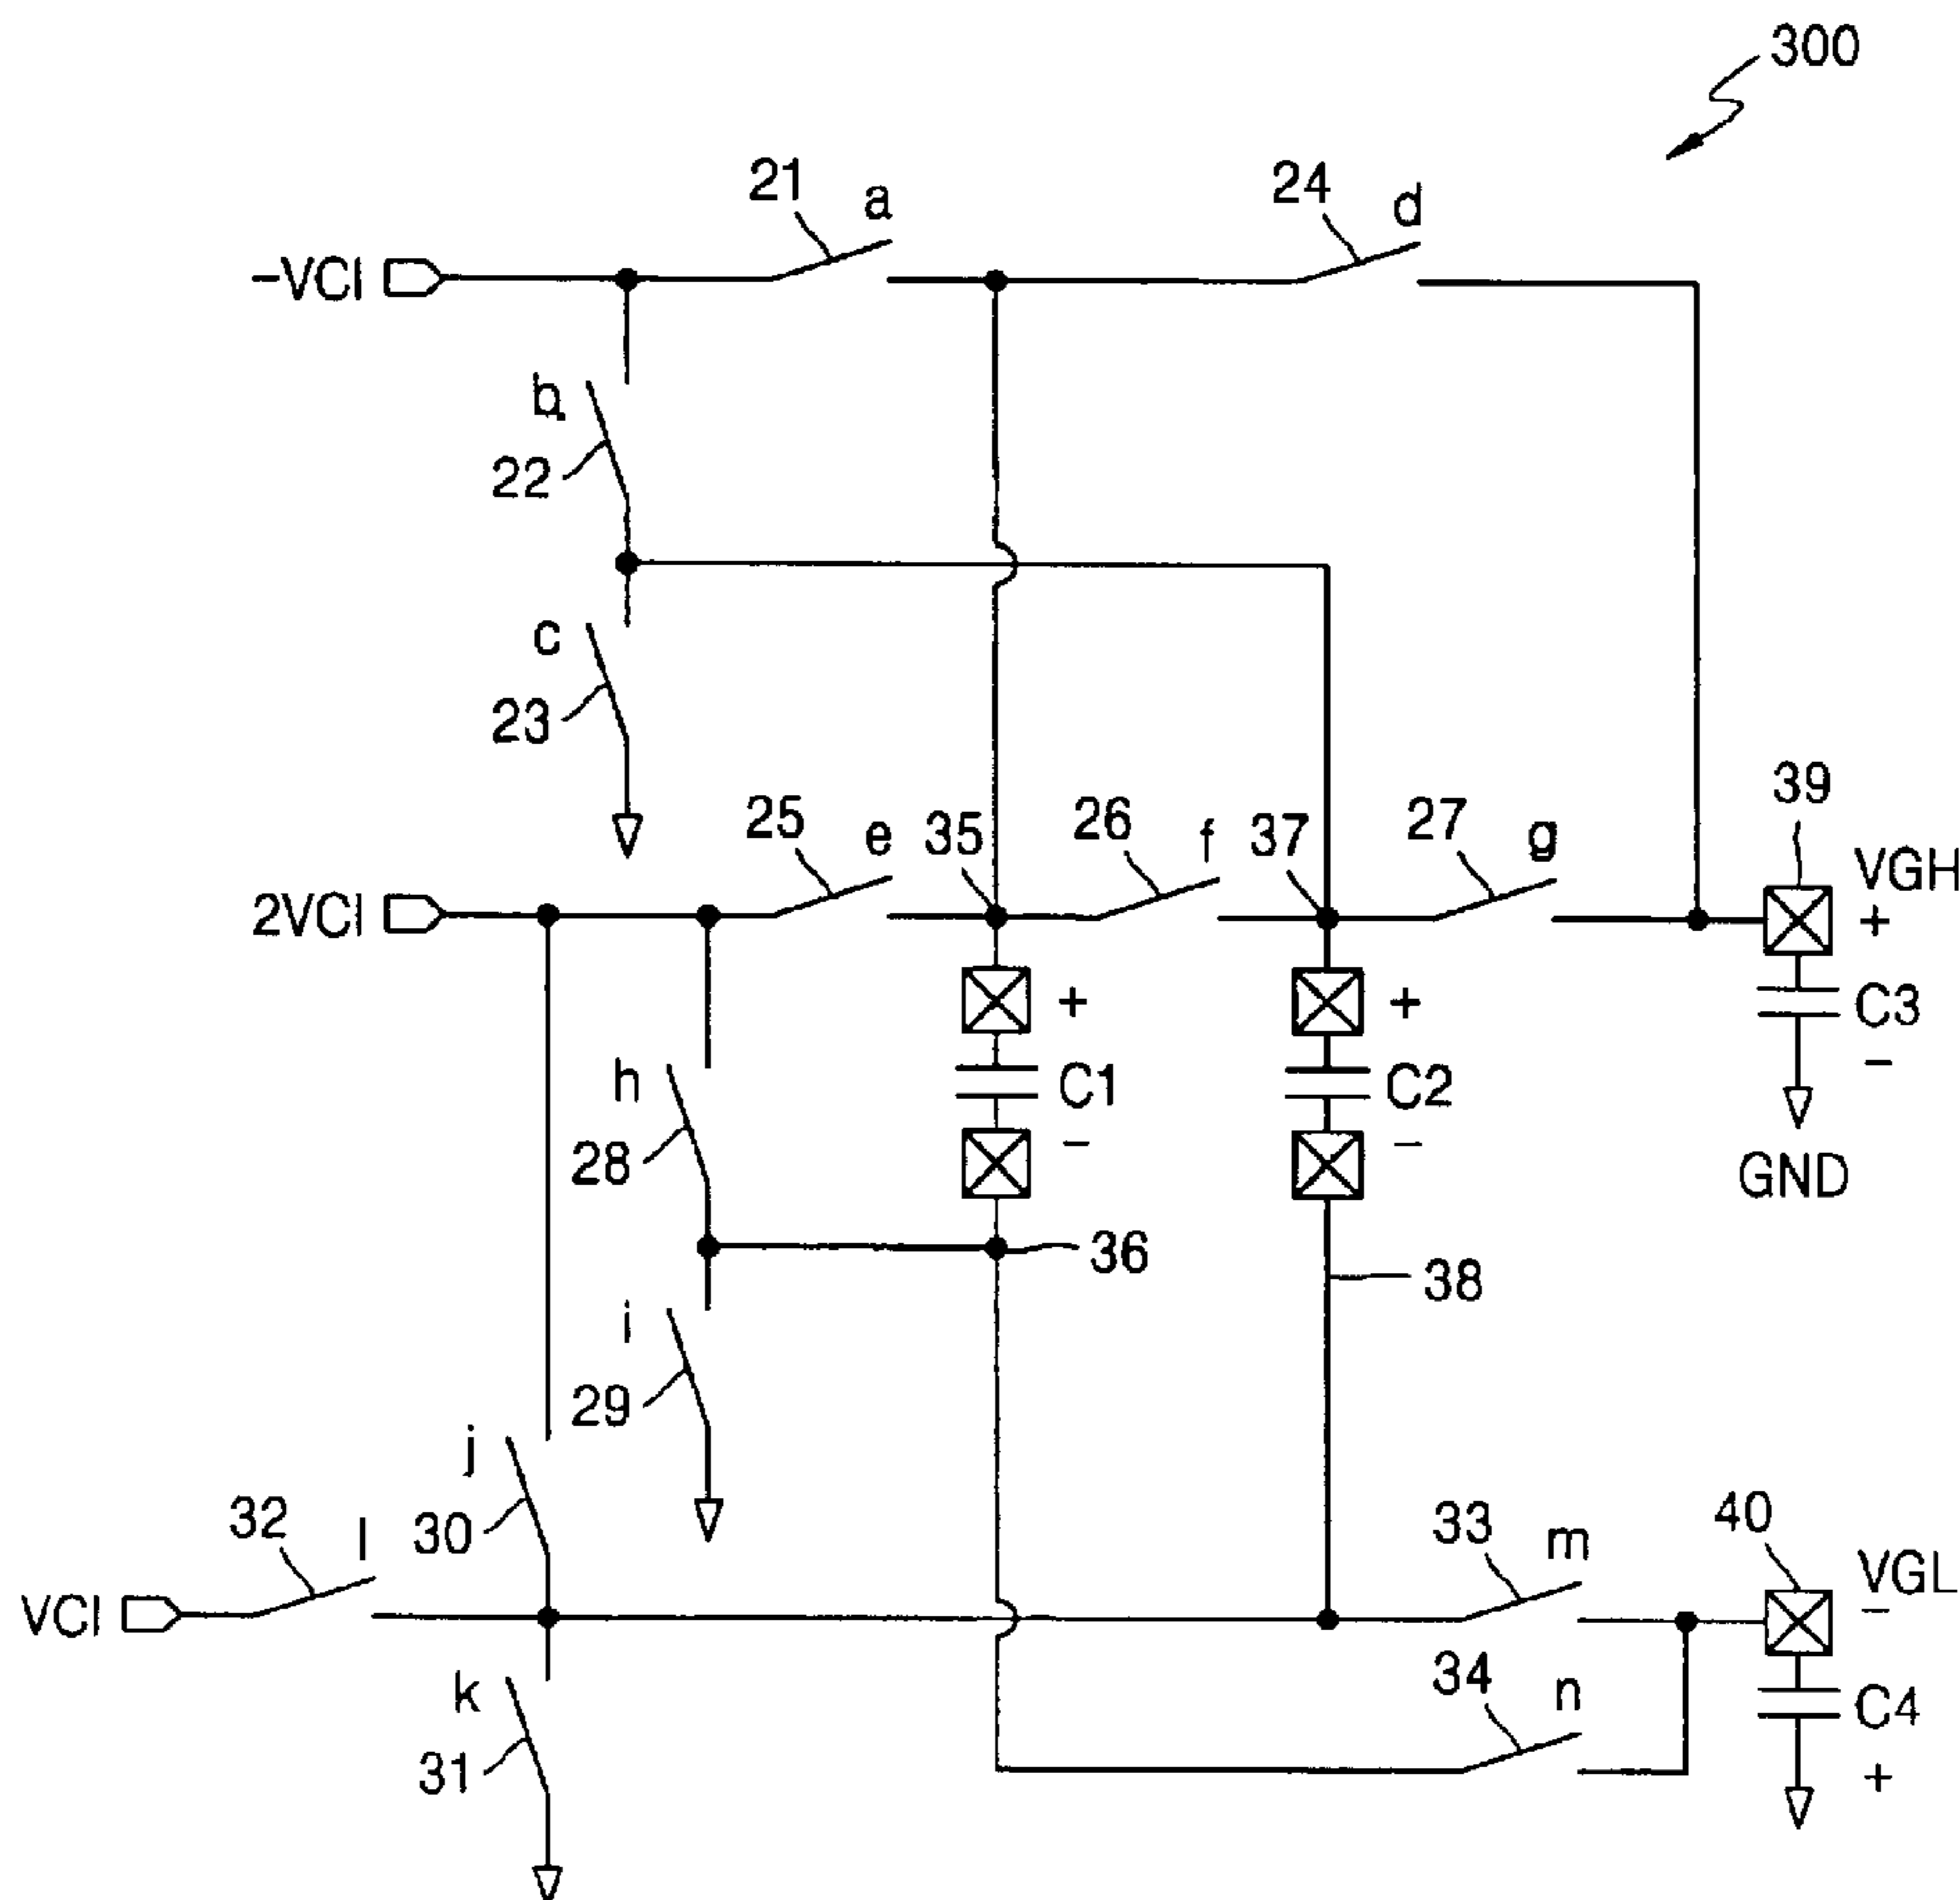 300
21 a
24 d
-VCI
b
22
c
23
25 e 35 26 f 37 27 g 39
VGH
2VCI
+
+ + C3
h C1 C2 -
28 - - GND
36
38
i
29
j
32 l 30 33 m 40
VGL
VCI -
34 n
k C4
31 +